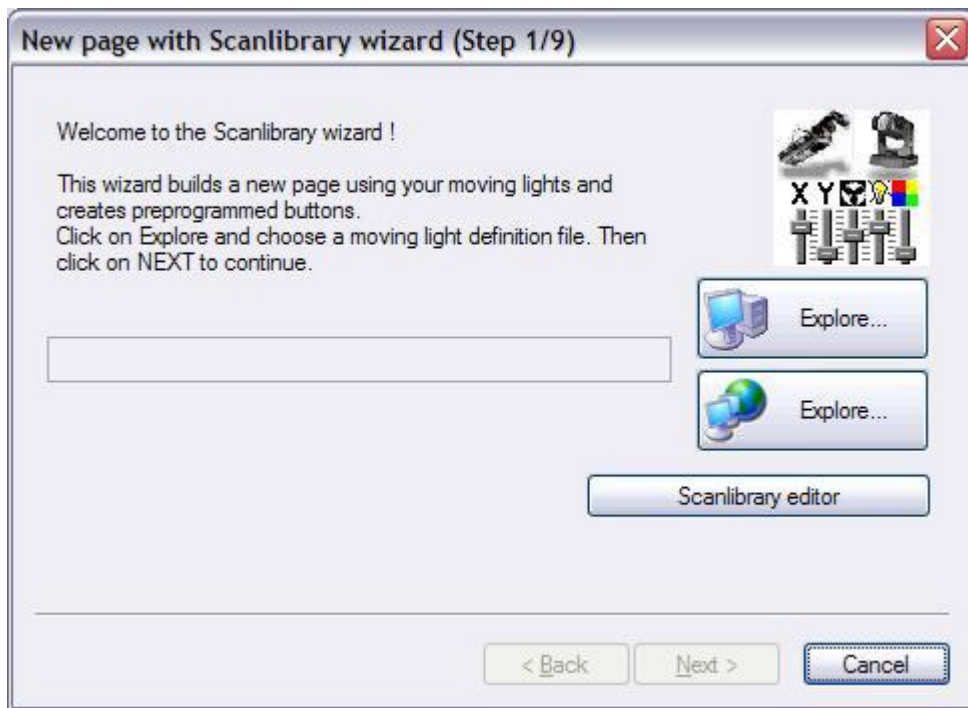 New page with Scanlibrary wizard (Step 1/9)
Welcome to the Scanlibrary wizard !
This wizard builds a new page using your moving lights and
creates preprogrammed buttons.
Click on Explore and choose a moving light definition file. Then
click on NEXT to continue.
X Y
Explore...
Explore...
Scanlibrary editor
< Back
Next >
Cancel